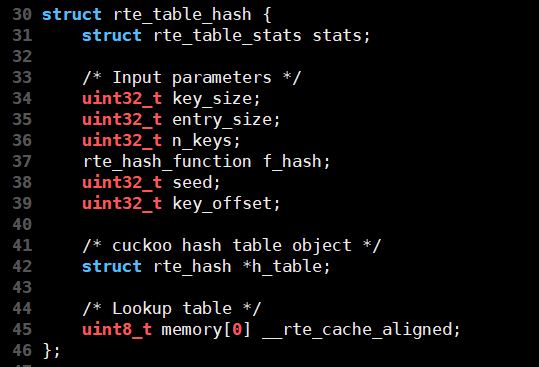 30 struct rte_table_hash {
31     struct rte_table_stats stats;
32
33     /* Input parameters */
34     uint32_t key_size;
35     uint32_t entry_size;
36     uint32_t n_keys;
37     rte_hash_function f_hash;
38     uint32_t seed;
39     uint32_t key_offset;
40
41     /* cuckoo hash table object */
42     struct rte_hash *h_table;
43
44     /* Lookup table */
45     uint8_t memory[0] __rte_cache_aligned;
46 };